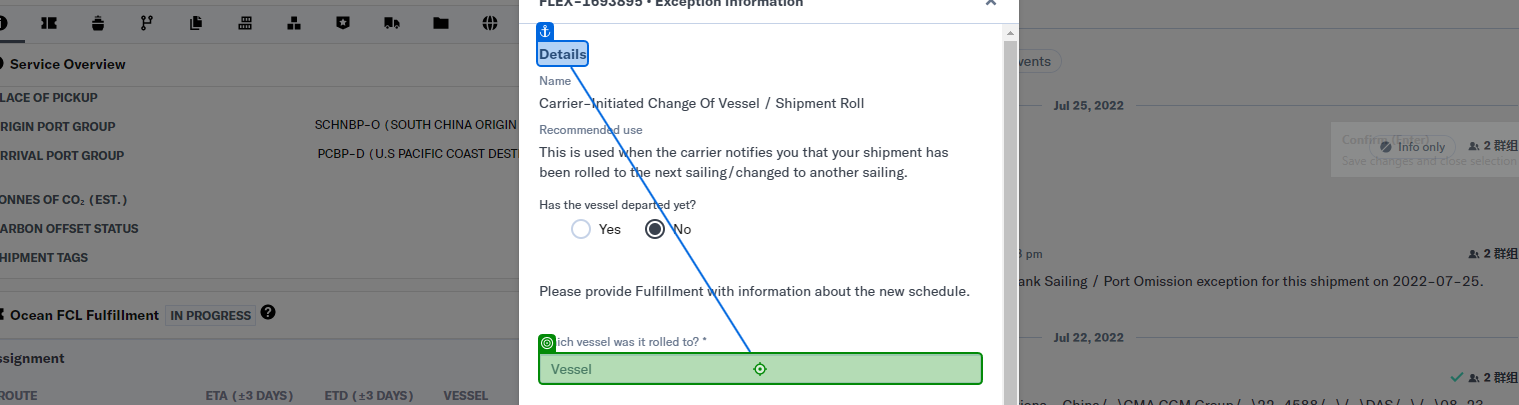 FLEX-1693895 • Exception Information
Service Overview
LACE OF PICKUP
RIGIN PORT GROUP
SCHNBP-O (SOUTH CHINA ORIGIN
RRIVAL PORT GROUP
PCBP-D (U.S PACIFIC COAST DEST
ONNES OF CO₂ (EST.)
ARBON OFFSET STATUS
HIPMENT TAGS
Ocean FCL Fulfillment IN PROGRESS
ssignment
ROUTE ETA (±3 DAYS) ETD (±3 DAYS) VESSEL
Details
Name
Carrier-Initiated Change Of Vessel / Shipment Roll
Recommended use
This is used when the carrier notifies you that your shipment has
been rolled to the next sailing/changed to another sailing.
Has the vessel departed yet?
Yes No
Please provide Fulfillment with information about the new schedule.
ich vessel was it rolled to? *
Vessel
vents
Jul 25, 2022
Confirm (Enter)
Save changes and close selection
Info only
2 群组
pm
2 群组
ank Sailing / Port Omission exception for this shipment on 2022-07-25.
Jul 22, 2022
2 群组